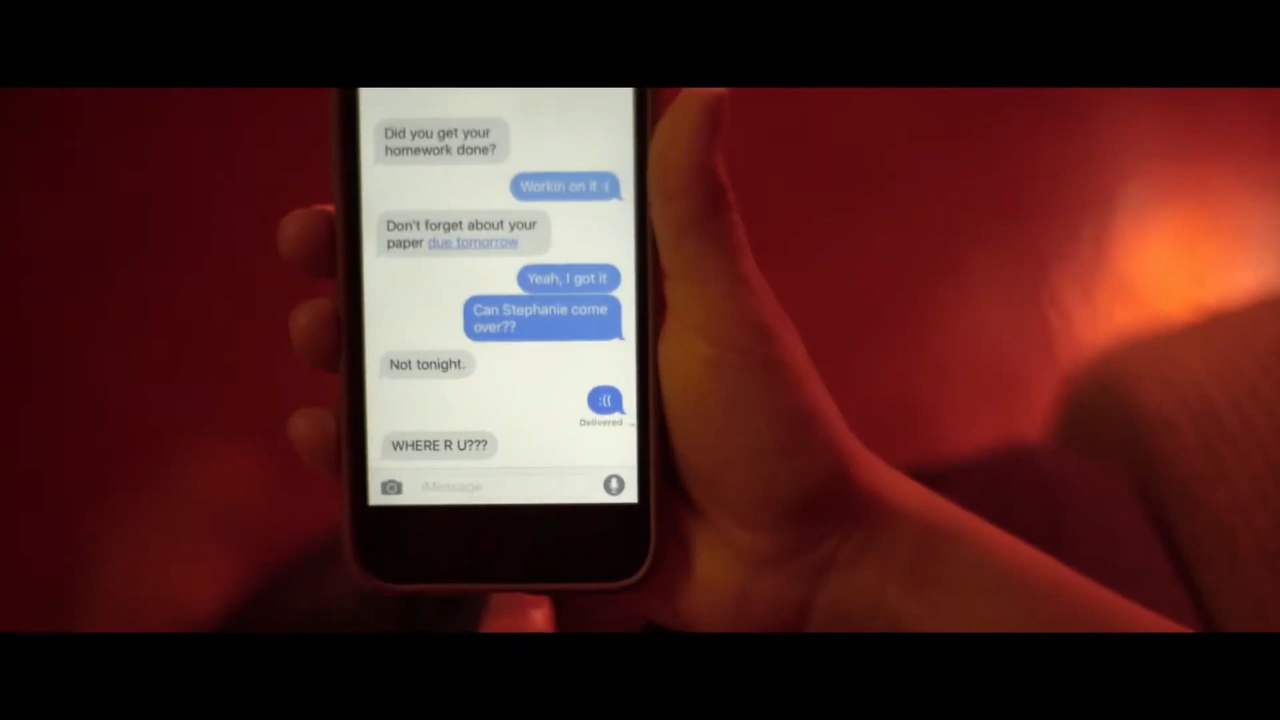 Did you get your
homework done?
Workin on it :(
Don't forget about your
paper due tomorrow
Yeah, I got it
Can Stephanie come
over??
Not tonight.
:((
Delivered
WHERE R U???
iMessage